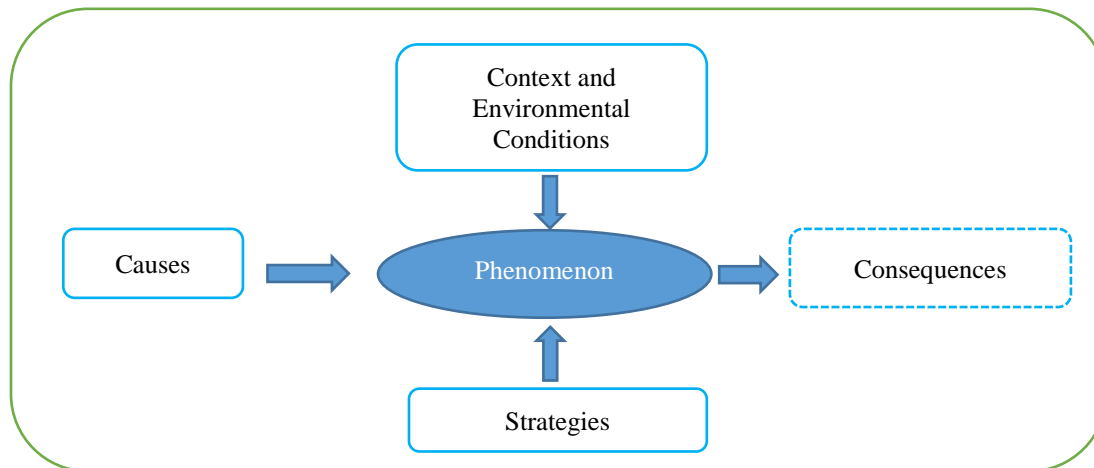 Context and
Environmental
Conditions
Causes
Phenomenon
Consequences
Strategies